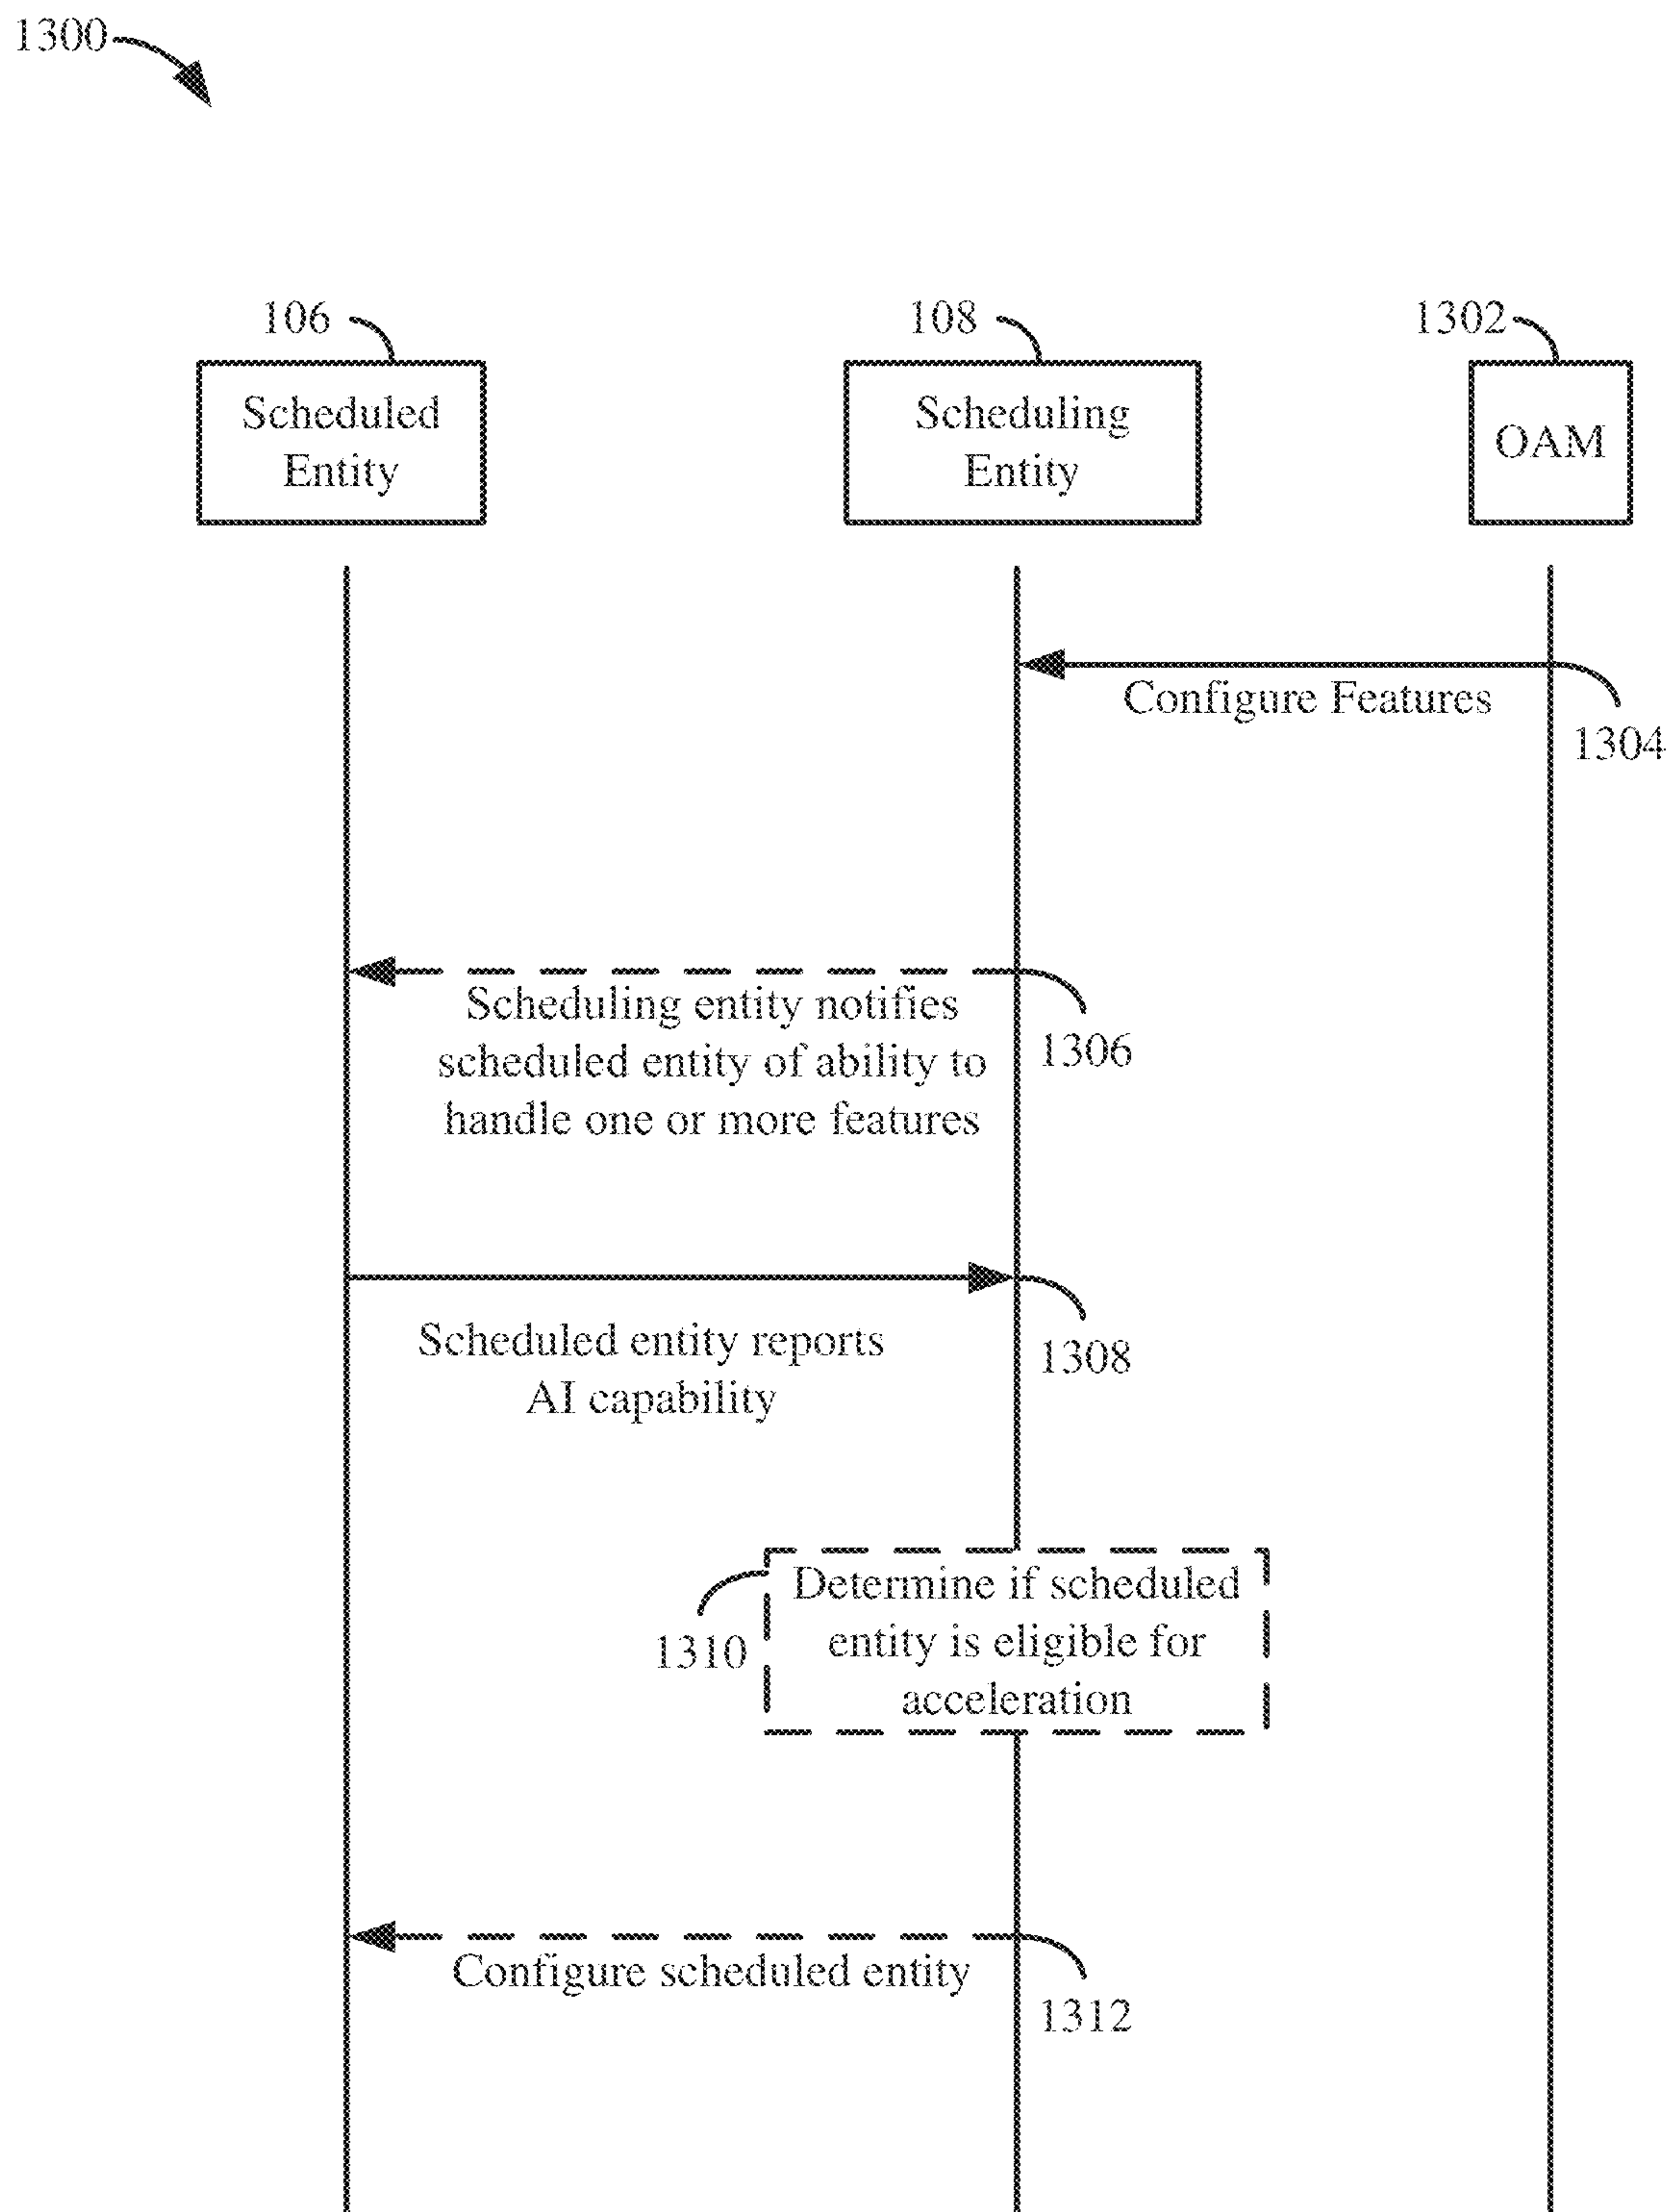 1300
106
108
1302
Scheduled
Entity
Scheduling
Entity
OAM
Configure Features
1304
Scheduling entity notifies
scheduled entity of ability to
handle one or more features
1306
Scheduled entity reports
AI capability
1308
Determine if scheduled
entity is eligible for
acceleration
1310
Configure scheduled entity
1312